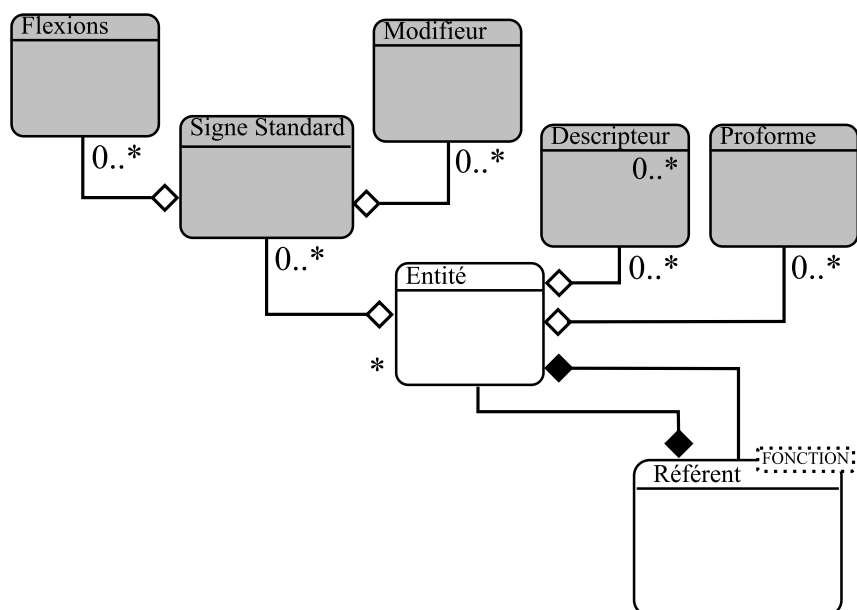 Flexions
Modifieur
0..*
Signe Standard
0..*
Descripteur
0..*
Proforme
0..*
Entité
0..*
0..*
*
FONCTION
Référent